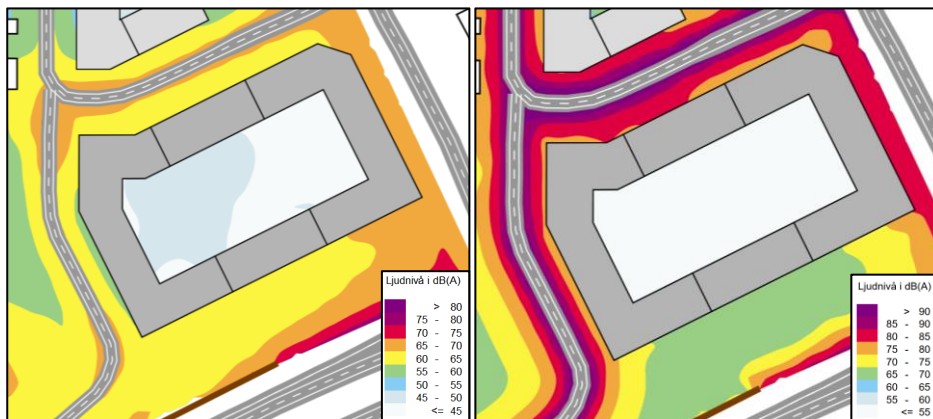 Ljudnivå i dB(A)
> 80
75 - 80
70 - 75
65 - 70
60 - 65
55 - 60
50 - 55
45 - 50
<= 45
Ljudnivå i dB(A)
> 90
85 - 90
80 - 85
75 - 80
70 - 75
65 - 70
60 - 65
55 - 60
<= 55